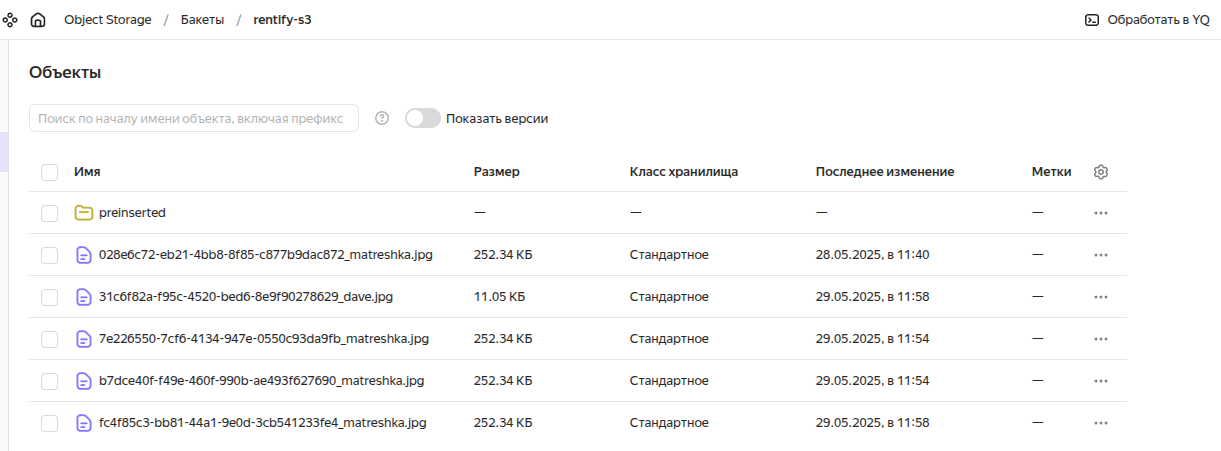 Object Storage / Бакеты / rentify-s3 Обработать в YQ
Объекты
Поиск по началу имени объекта, включая префикс ? Показать версии
Имя Размер Класс хранилища Последнее изменение Метки
preinserted — — — —
028e6c72-eb21-4bb8-8f85-c877b9dac872_matreshka.jpg 252.34 КБ Стандартное 28.05.2025, в 11:40 —
31c6f82a-f95c-4520-bed6-8e9f90278629_dave.jpg 11.05 КБ Стандартное 29.05.2025, в 11:58 —
7e226550-7cf6-4134-947e-0550c93da9fb_matreshka.jpg 252.34 КБ Стандартное 29.05.2025, в 11:54 —
b7dce40f-f49e-460f-990b-ae493f627690_matreshka.jpg 252.34 КБ Стандартное 29.05.2025, в 11:54 —
fc4f85c3-bb81-44a1-9e0d-3cb541233fe4_matreshka.jpg 252.34 КБ Стандартное 29.05.2025, в 11:58 —